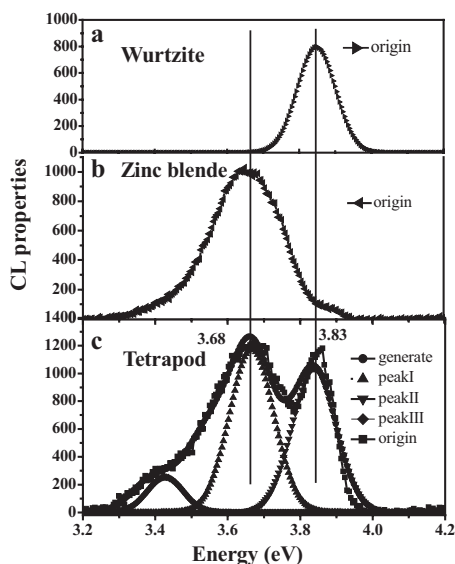 1000
a
800
Wurtzite
origin
600
400
200
0
b
1000
Zinc blende
800
origin
600
400
200
1400
c
1200
3.68
3.83
Tetrapod
generate
1000
peakI
800
peakII
600
peakIII
400
origin
200
0
3.2 3.4 3.6 3.8 4.0 4.2
Energy (eV)
CL properties